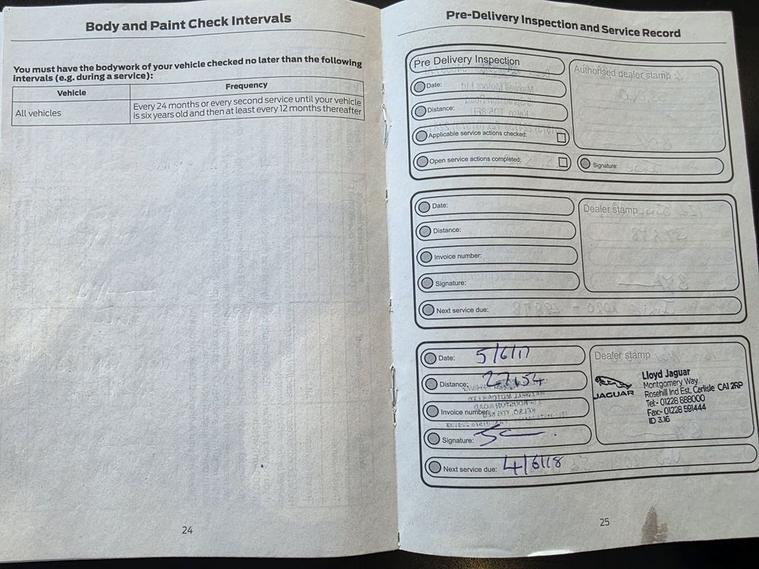 Body and Paint Check Intervals
You must have the bodywork of your vehicle checked no later than the following
intervals (e.g. during a service):
Vehicle
Frequency
All vehicles
Every 24 months or every second service until your vehicle
is six years old and then at least every 12 months thereafter
24
Pre-Delivery Inspection and Service Record
Pre Delivery Inspection
Date:
Distance:
Applicable service actions checked:
Open service actions completed:
Authorised dealer stamp
Signature:
Date:
Distance:
Invoice number:
Signature:
Next service due:
Dealer stamp
Date: 5/6/17
Distance:
Invoice number:
Signature:
Next service due: 4/6/18
Dealer stamp
JAGUAR
Lloyd Jaguar
Montgomery Way
Rosehill Ind Est. Carlisle CA1 2RP
Tel:- 01228 888000
Fax:- 01228 591444
ID 3.16
25